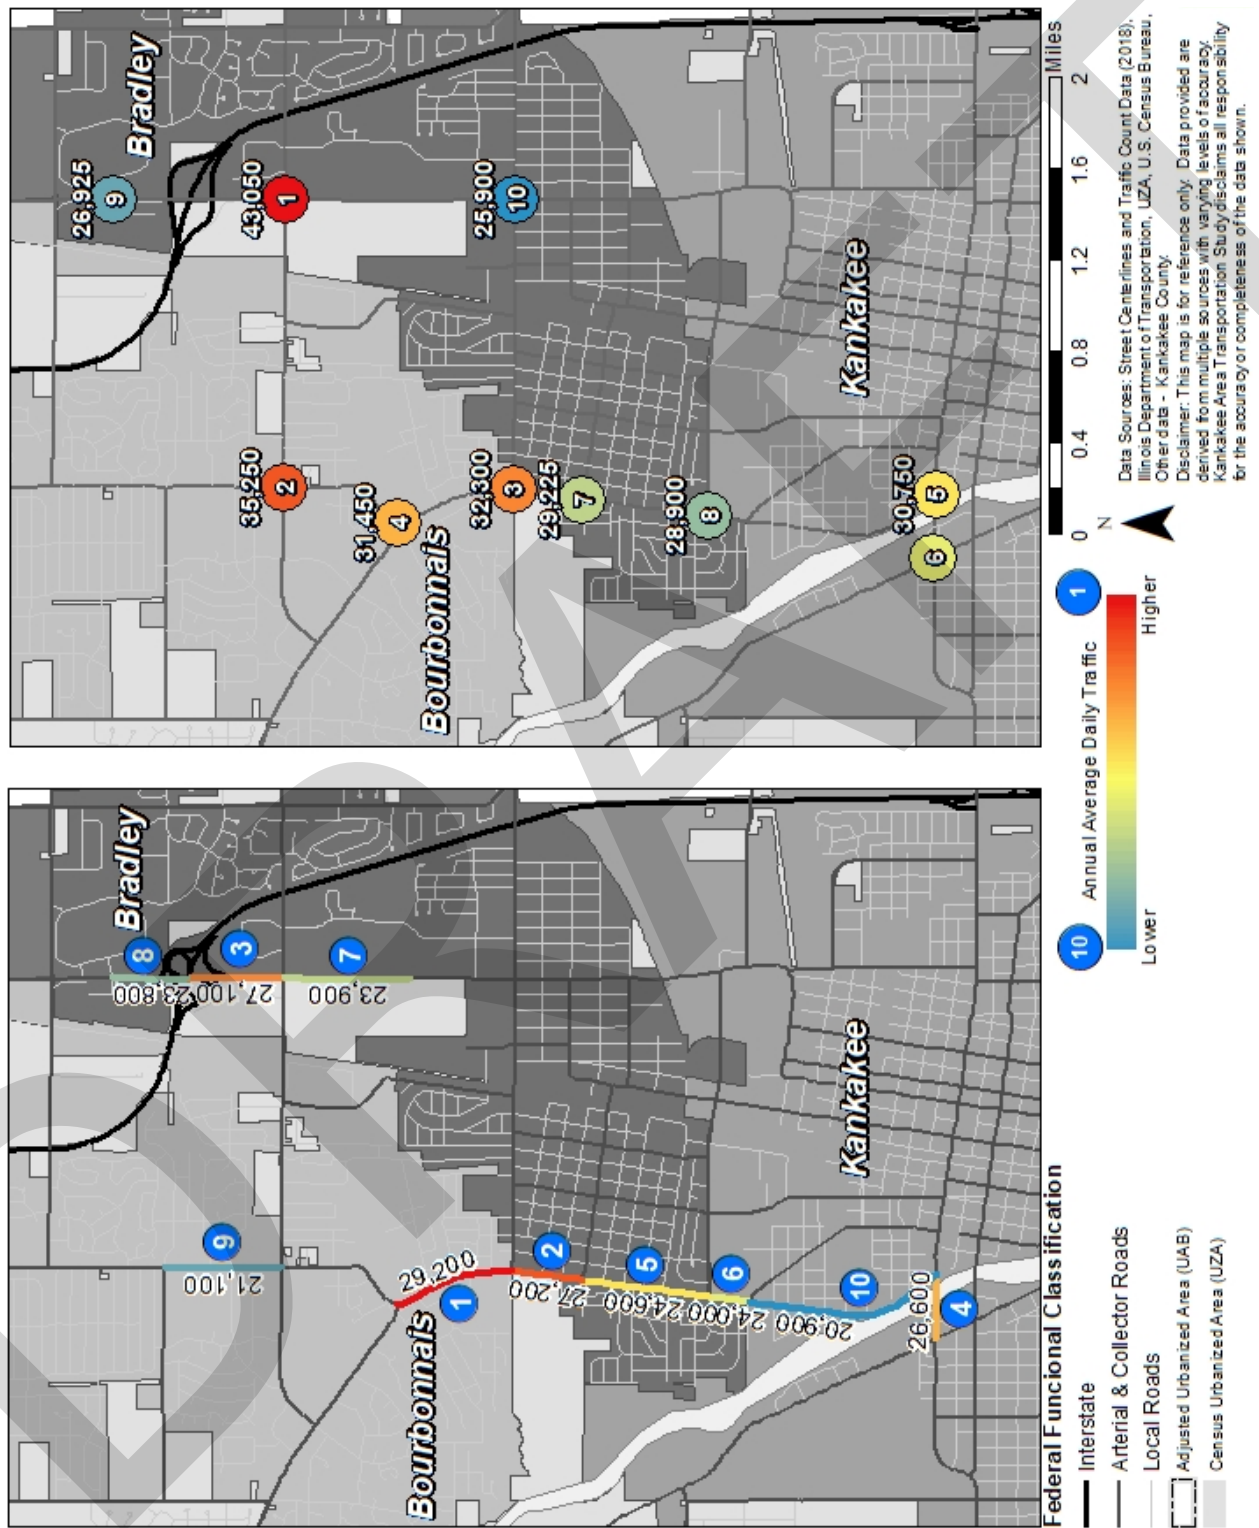 Bradley
8
23,800
3
27,100
7
23,900
9
21,100
29,200
1
Bourbonnais
2
27,200
5
24,600
6
24,000
10
20,900
26,600
4
Kankakee
Bradley
26,925
9
43,050
1
25,900
10
35,250
2
31,450
4
32,300
3
29,225
7
28,900
8
30,750
5
6
Bourbonnais
Kankakee
Federal Funcional Classification
Interstate
Arterial & Collector Roads
Local Roads
Adjusted Urbanized Area (UAB)
Census Urbanized Area (UZA)
10
Annual Average Daily Traffic
1
Lower
Higher
N
0 0.4 0.8 1.2 1.6 2
Miles
Data Sources: Street Centerlines and Traffic Count Data (2018),
Illinois Department of Transportation, UZA, U.S. Census Bureau,
Other data - Kankakee County.
Disclaimer: This map is for reference only. Data provided are
derived from multiple sources with varying levels of accuracy.
Kankakee Area Transportation Study disclaims all responsibility
for the accuracy or completeness of the data shown.
DRAFT